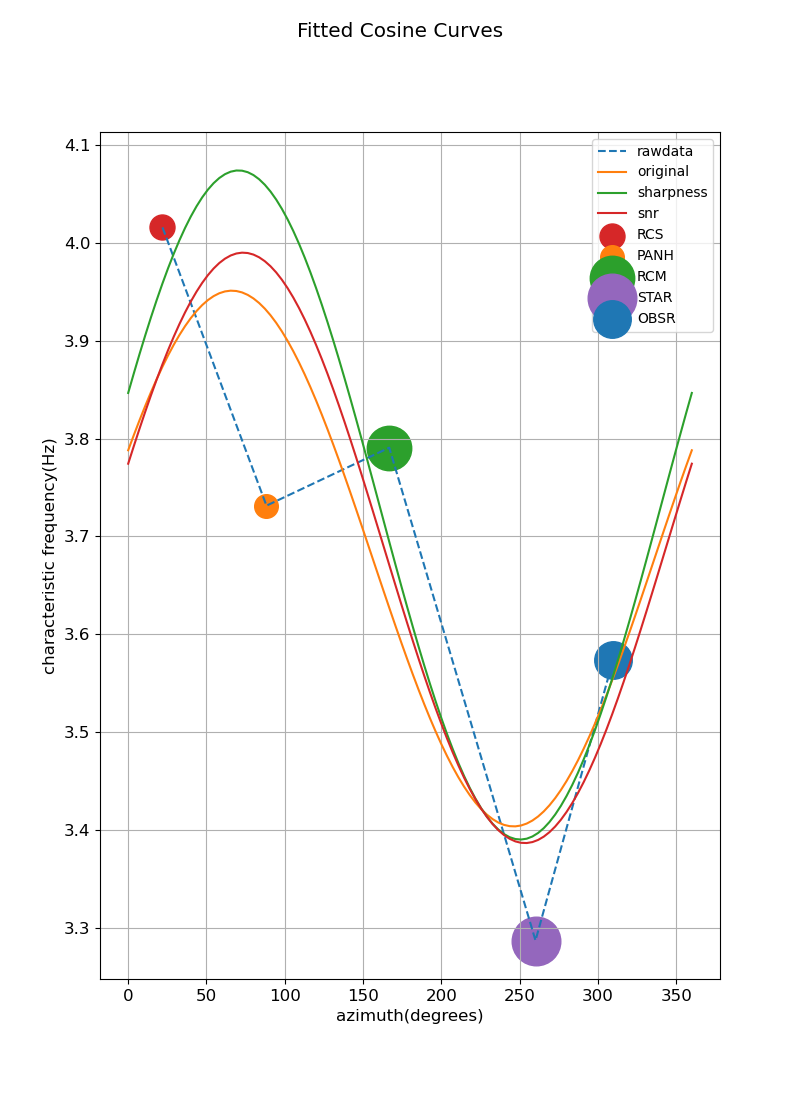 Fitted Cosine Curves
4.1
4.0
3.9
3.8
3.7
3.6
3.5
3.4
3.3
characteristic frequency(Hz)
rawdata
original
sharpness
snr
RCS
PANH
RCM
STAR
OBSR
0 50 100 150 200 250 300 350
azimuth(degrees)